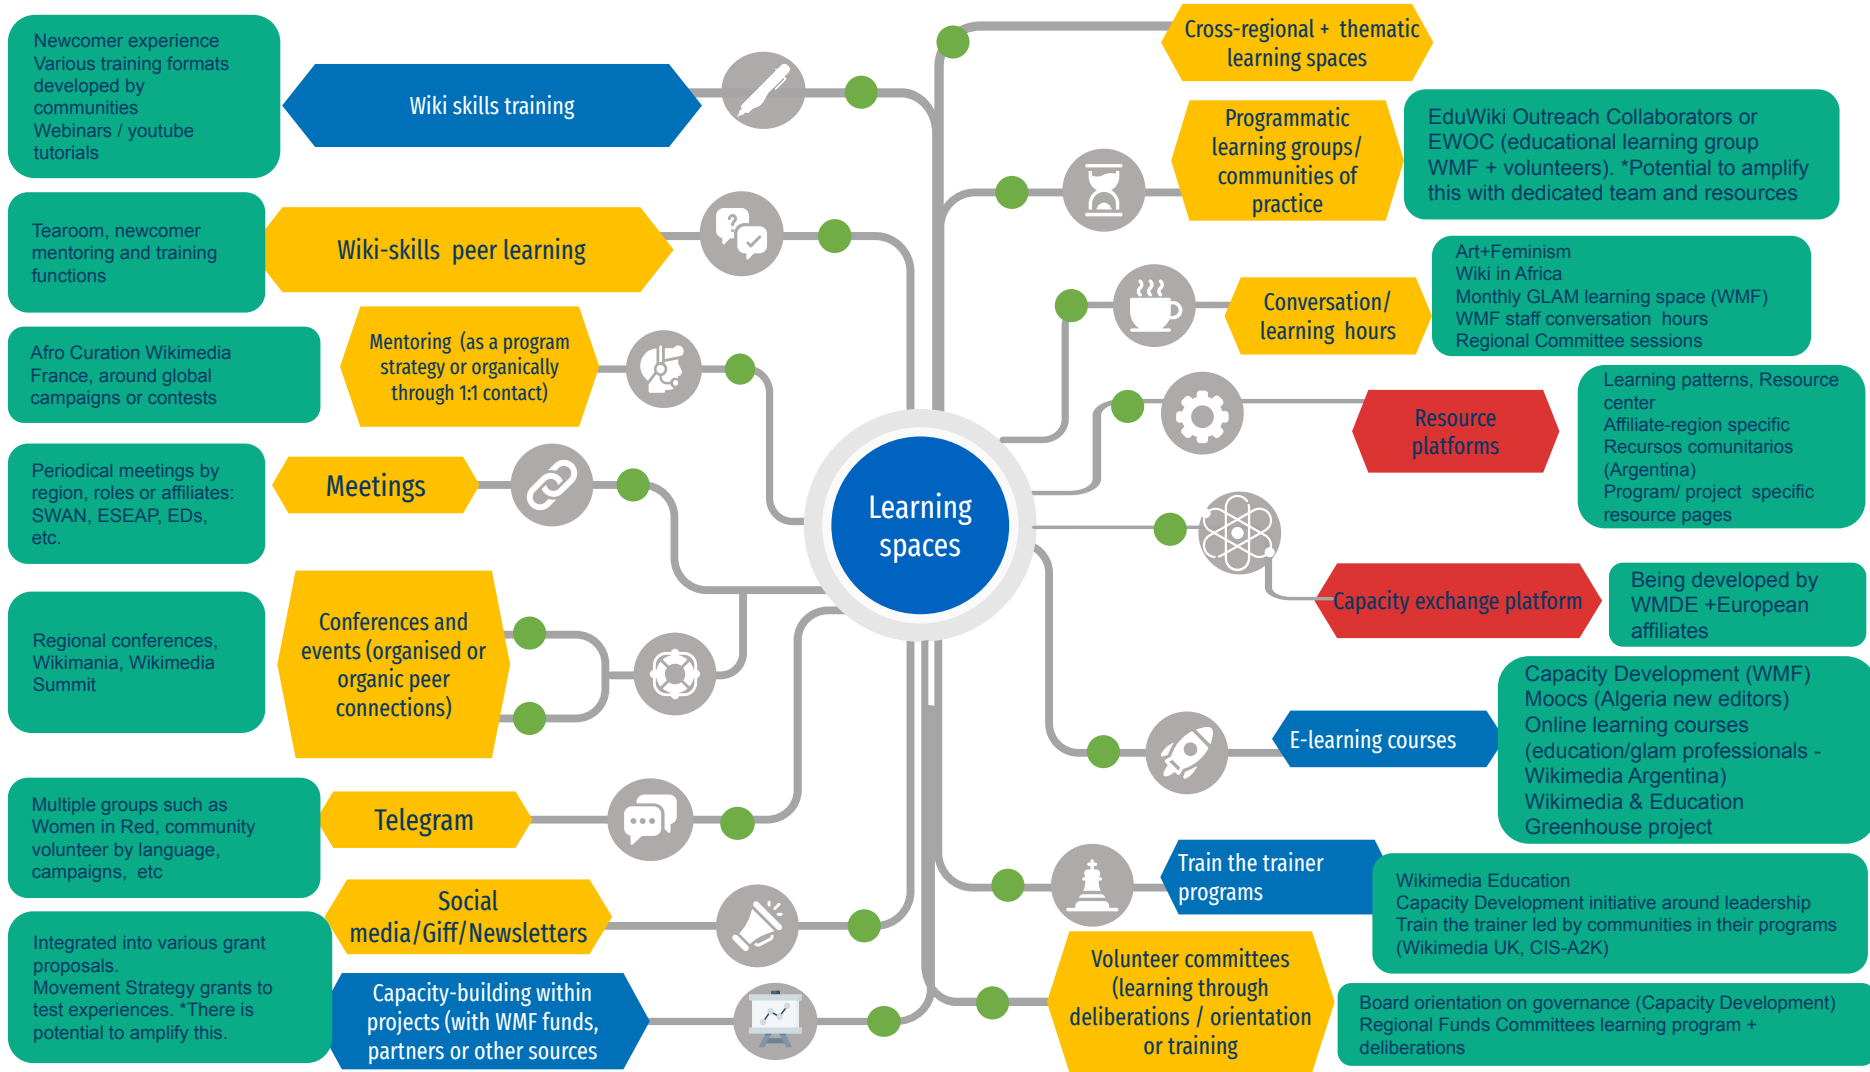 Newcomer experience
Various training formats
developed by
communities
Webinars / youtube
tutorials
Wiki skills training
Tearoom, newcomer
mentoring and training
functions
Wiki-skills peer learning
Afro Curation Wikimedia
France, around global
campaigns or contests
Mentoring (as a program
strategy or organically
through 1:1 contact)
Periodical meetings by
region, roles or affiliates:
SWAN, ESEAP, EDs,
etc.
Meetings
Regional conferences,
Wikimania, Wikimedia
Summit
Conferences and
events (organised or
organic peer
connections)
Multiple groups such as
Women in Red, community
volunteer by language,
campaigns, etc
Telegram
Social
media/Giff/Newsletters
Integrated into various grant
proposals.
Movement Strategy grants to
test experiences. *There is
potential to amplify this.
Capacity-building within
projects (with WMF funds,
partners or other sources
Learning
spaces
Cross-regional + thematic
learning spaces
Programmatic
learning groups/
communities of
practice
EduWiki Outreach Collaborators or
EWOC (educational learning group
WMF + volunteers). *Potential to amplify
this with dedicated team and resources
Conversation/
learning hours
Art+Feminism
Wiki in Africa
Monthly GLAM learning space (WMF)
WMF staff conversation hours
Regional Committee sessions
Resource
platforms
Learning patterns, Resource
center
Affiliate-region specific
Recursos comunitarios
(Argentina)
Program/ project specific
resource pages
Capacity exchange platform
Being developed by
WMDE +European
affiliates
E-learning courses
Capacity Development (WMF)
Moocs (Algeria new editors)
Online learning courses
(education/glam professionals -
Wikimedia Argentina)
Wikimedia & Education
Greenhouse project
Train the trainer
programs
Wikimedia Education
Capacity Development initiative around leadership
Train the trainer led by communities in their programs
(Wikimedia UK, CIS-A2K)
Volunteer committees
(learning through
deliberations / orientation
or training
Board orientation on governance (Capacity Development)
Regional Funds Committees learning program +
deliberations